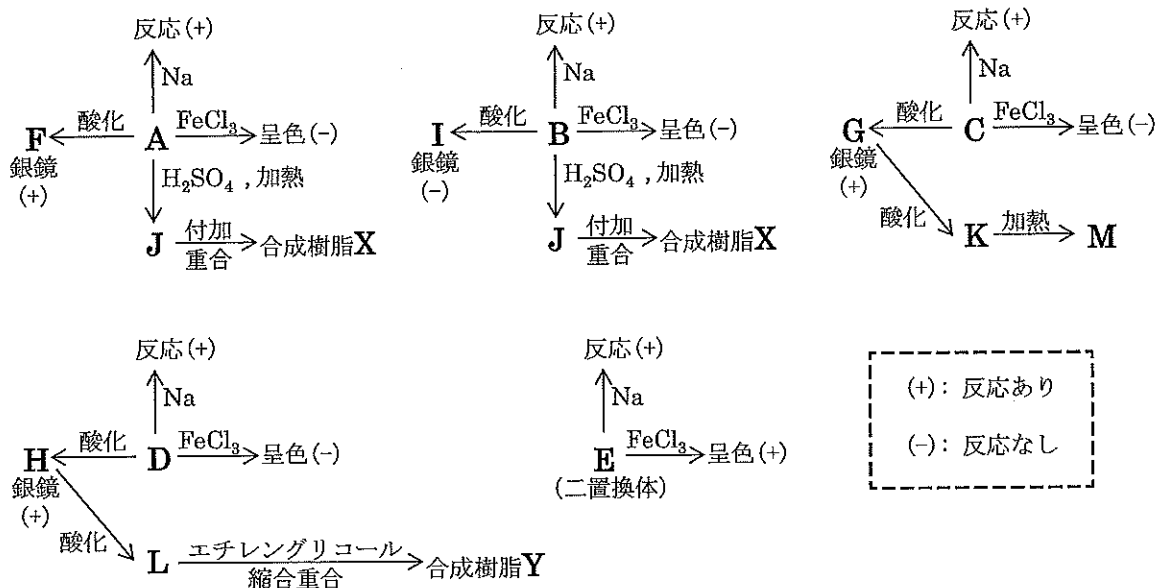 反応(+)
Na
F 酸化 A FeCl₃ 呈色(-)
銀鏡
(+)
H₂SO₄ , 加熱
J 付加 合成樹脂X
重合
反応(+)
Na
I 酸化 B FeCl₃ 呈色(-)
銀鏡
(-)
H₂SO₄ , 加熱
J 付加 合成樹脂X
重合
反応(+)
Na
G 酸化 C FeCl₃ 呈色(-)
銀鏡
(+)
酸化
K 加熱 M
反応(+)
Na
H 酸化 D FeCl₃ 呈色(-)
銀鏡
(+)
酸化
L エチレングリコール 合成樹脂Y
縮合重合
反応(+)
Na
E FeCl₃ 呈色(+)
(二置換体)
(+): 反応あり
(-): 反応なし